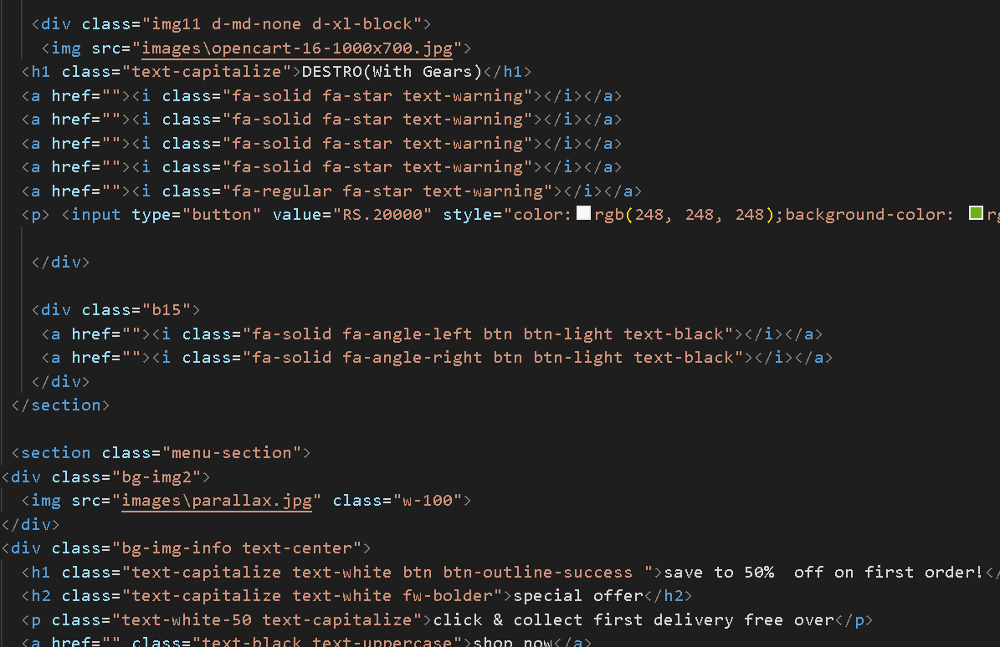 <div class="img11 d-md-none d-xl-block">
<img src="images\opencart-16-1000x700.jpg">
<h1 class="text-capitalize">DESTRO(With Gears)</h1>
<a href=""><i class="fa-solid fa-star text-warning"></i></a>
<a href=""><i class="fa-solid fa-star text-warning"></i></a>
<a href=""><i class="fa-solid fa-star text-warning"></i></a>
<a href=""><i class="fa-solid fa-star text-warning"></i></a>
<a href=""><i class="fa-regular fa-star text-warning"></i></a>
<p> <input type="button" value="RS.20000" style="color: rgb(248, 248, 248);background-color: rg
</div>
<div class="b15">
<a href=""><i class="fa-solid fa-angle-left btn btn-light text-black"></i></a>
<a href=""><i class="fa-solid fa-angle-right btn btn-light text-black"></i></a>
</div>
</section>
<section class="menu-section">
<div class="bg-img2">
<img src="images\parallax.jpg" class="w-100">
</div>
<div class="bg-img-info text-center">
<h1 class="text-capitalize text-white btn btn-outline-success ">save to 50%  off on first order!</
<h2 class="text-capitalize text-white fw-bolder">special offer</h2>
<p class="text-white-50 text-capitalize">click & collect first delivery free over</p>
<a href="" class="text-black text-uppercase">shop now</a>